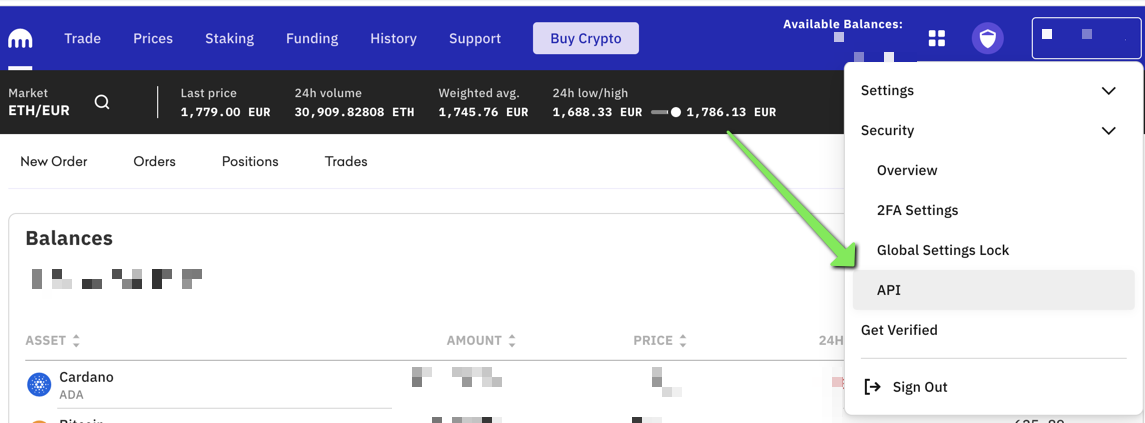 Trade Prices Staking Funding History Support Buy Crypto Available Balances:
Market Last price 24h volume Weighted avg. 24h low/high
ETH/EUR 1,779.00 EUR 30,909.82808 ETH 1,745.76 EUR 1,688.33 EUR 1,786.13 EUR
New Order Orders Positions Trades
Settings
Security
Overview
2FA Settings
Global Settings Lock
API
Get Verified
Sign Out
Balances
ASSET AMOUNT PRICE 24H
Cardano
ADA